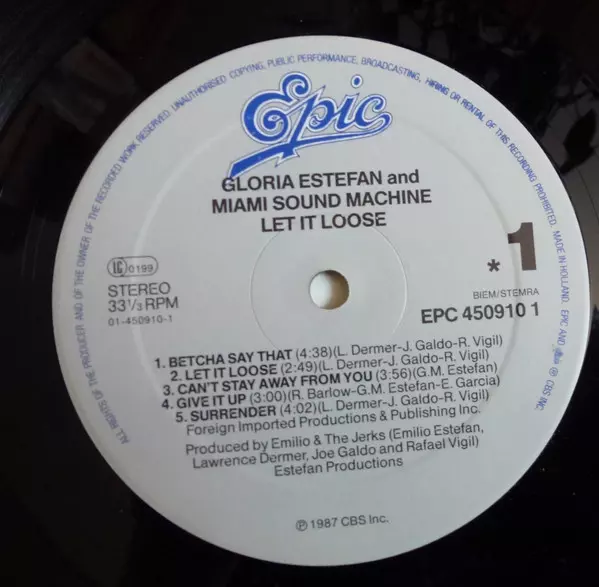 ALL RIGHTS OF THE PRODUCER AND OF THE OWNER OF THE RECORDED WORK RESERVED. UNAUTHORISED COPYING, PUBLIC PERFORMANCE, BROADCASTING, HIRING OR RENTAL OF THIS RECORDING PROHIBITED. MADE IN HOLLAND. EPIC AND
® CBS INC.
Epic
GLORIA ESTEFAN and
MIAMI SOUND MACHINE
LET IT LOOSE
LC 0199
STEREO
33 1/3 RPM
01-450910-1
* 1
BIEM/STEMRA
EPC 450910 1
1. BETCHA SAY THAT (4:38)(L. Dermer-J. Galdo-R. Vigil)
2. LET IT LOOSE (2:49)(L. Dermer-J. Galdo-R. Vigil)
3. CAN'T STAY AWAY FROM YOU (3:56)(G.M. Estefan)
4. GIVE IT UP (3:00)(R. Barlow-G.M. Estefan-E. Garcia)
5. SURRENDER (4:02)(L. Dermer-J. Galdo-R. Vigil)
Foreign Imported Productions & Publishing Inc.
Produced by Emilio & The Jerks (Emilio Estefan,
Lawrence Dermer, Joe Galdo and Rafael Vigil)
Estefan Productions
℗ 1987 CBS Inc.